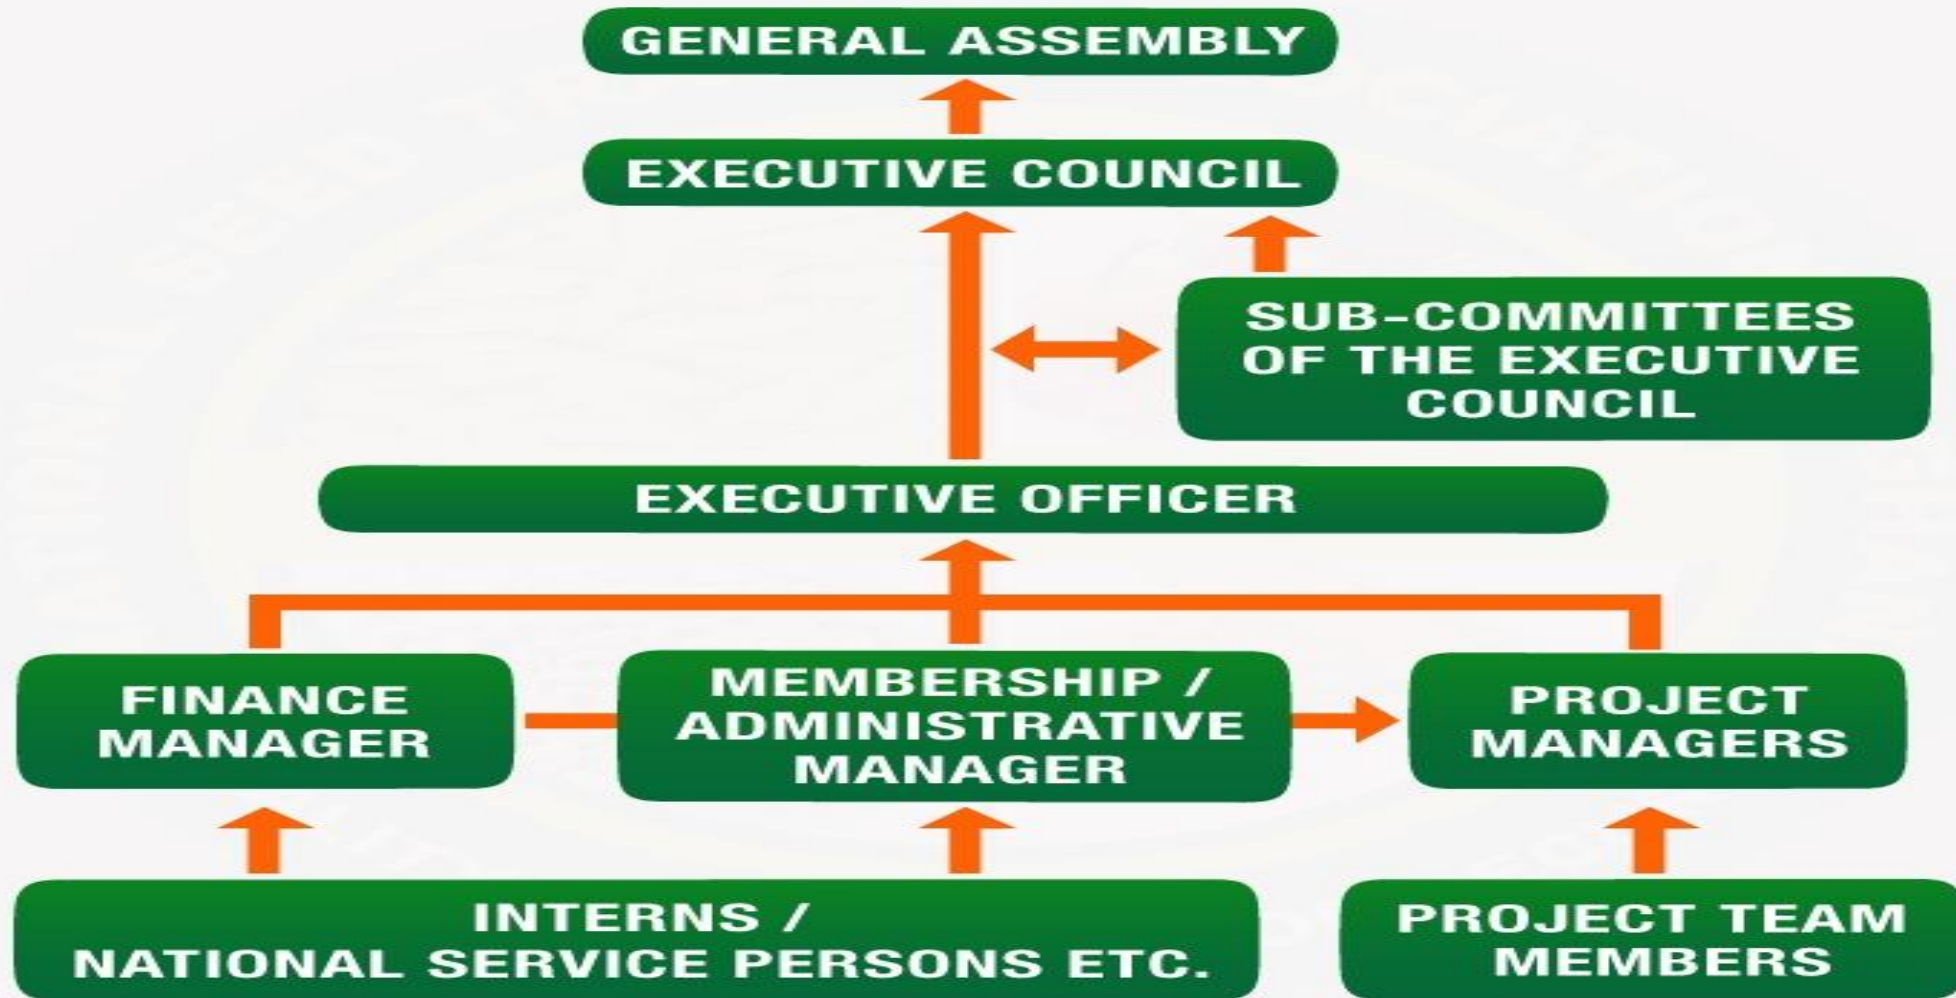 GENERAL ASSEMBLY
EXECUTIVE COUNCIL
SUB-COMMITTEES
OF THE EXECUTIVE
COUNCIL
EXECUTIVE OFFICER
FINANCE
MANAGER
MEMBERSHIP /
ADMINISTRATIVE
MANAGER
PROJECT
MANAGERS
INTERNS /
NATIONAL SERVICE PERSONS ETC.
PROJECT TEAM
MEMBERS